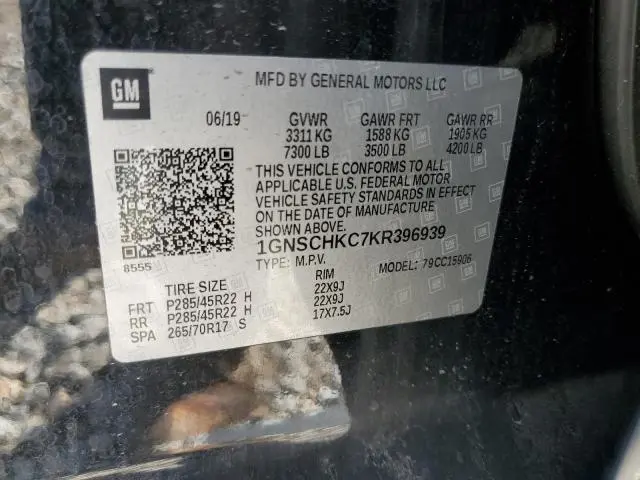 GM
MFD BY GENERAL MOTORS LLC
06/19 GVWR GAWR FRT GAWR RR
3311 KG 1588 KG 1905 KG
7300 LB 3500 LB 4200 LB
THIS VEHICLE CONFORMS TO ALL
APPLICABLE U.S. FEDERAL MOTOR
VEHICLE SAFETY STANDARDS IN EFFECT
ON THE DATE OF MANUFACTURE SHOWN ABOVE
1GNSCHKC7KR396939
8555
TYPE: M.P.V. MODEL: 79CC15906
TIRE SIZE RIM
FRT P285/45R22 H 22X9J
RR P285/45R22 H 22X9J
SPA 265/70R17 S 17X7.5J